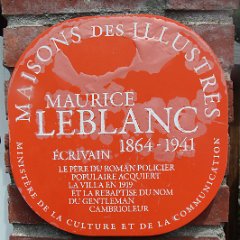 MAISONS DES ILLUSTRES
MAURICE
LEBLANC
1864-1941
ÉCRIVAIN
LE PÈRE DU ROMAN POLICIER
POPULAIRE ACQUIERT
LA VILLA EN 1919
ET LA REBAPTISE DU NOM
DU GENTLEMAN
CAMBRIOLEUR
MINISTÈRE DE LA CULTURE ET DE LA COMMUNICATION